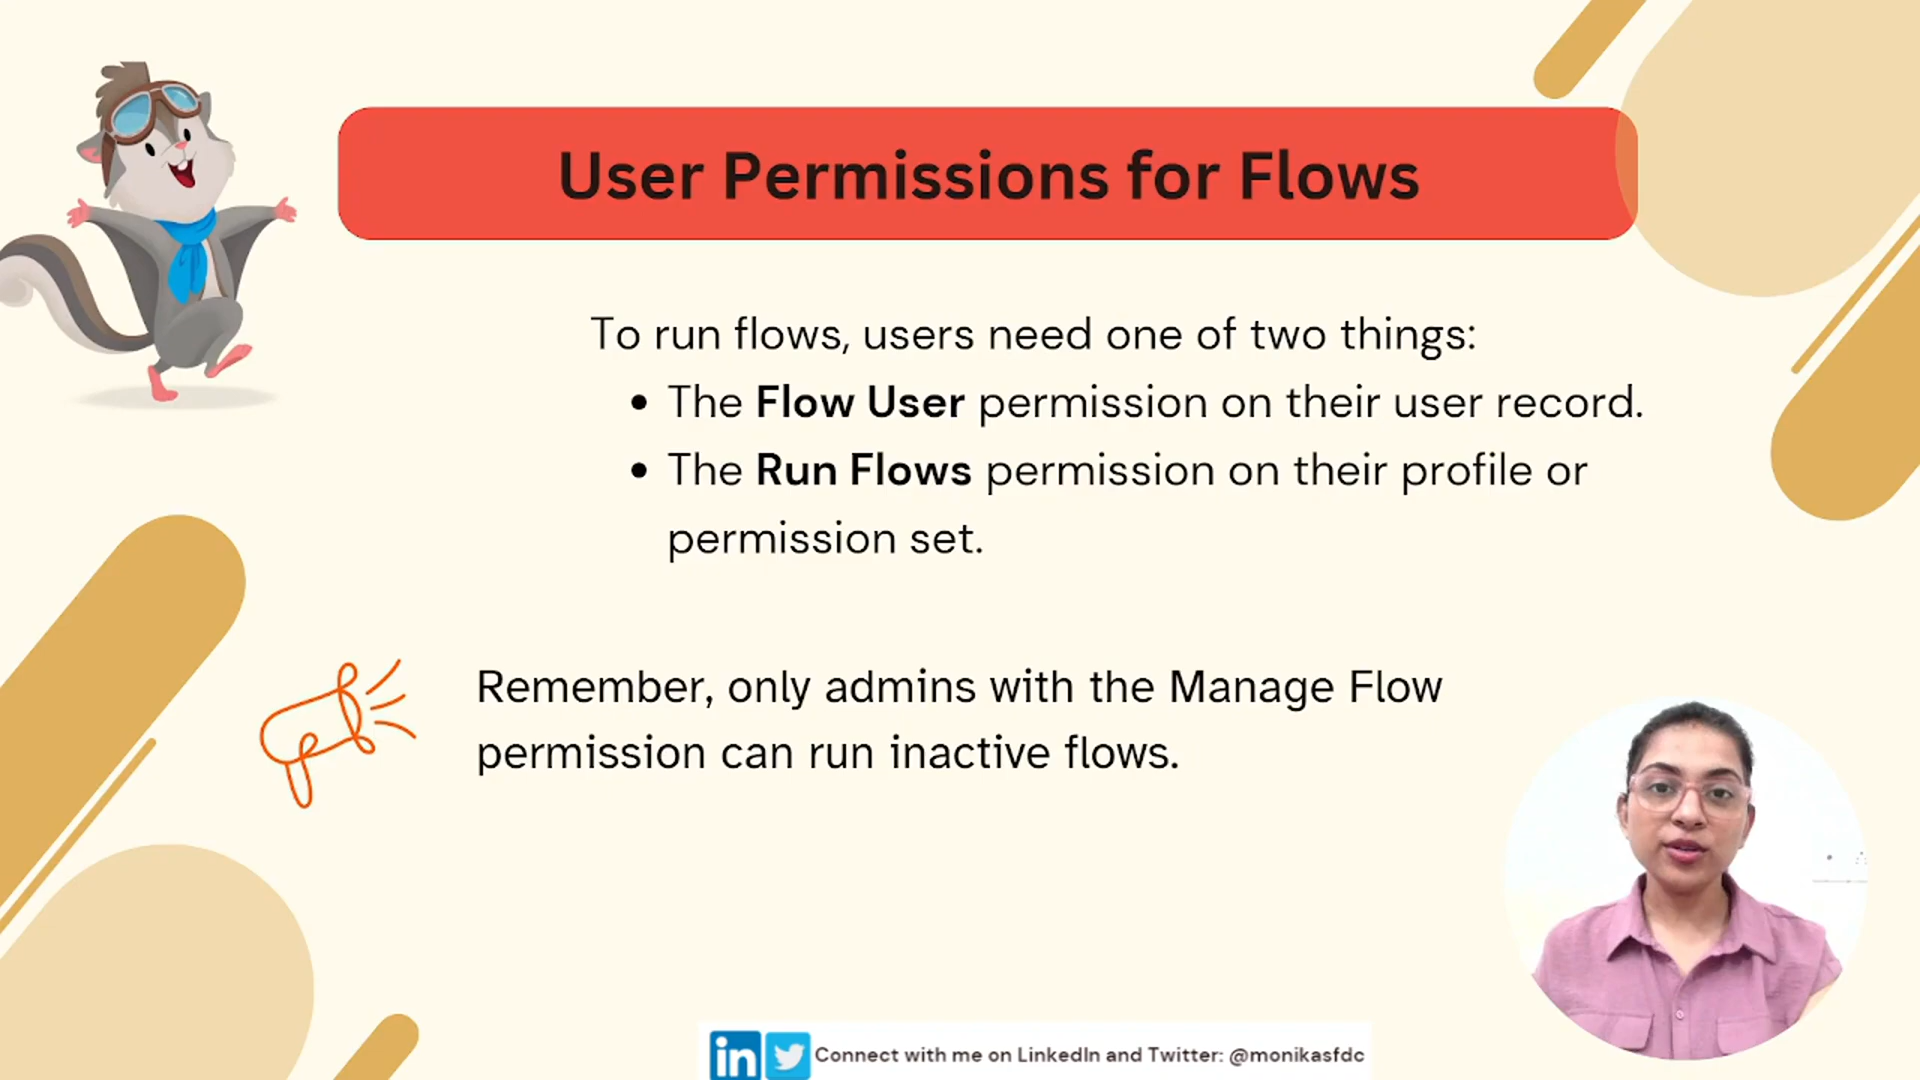 User Permissions for Flows
To run flows, users need one of two things:
• The Flow User permission on their user record.
• The Run Flows permission on their profile or
permission set.
Remember, only admins with the Manage Flow
permission can run inactive flows.
in Connect with me on LinkedIn and Twitter: @monikasfdc